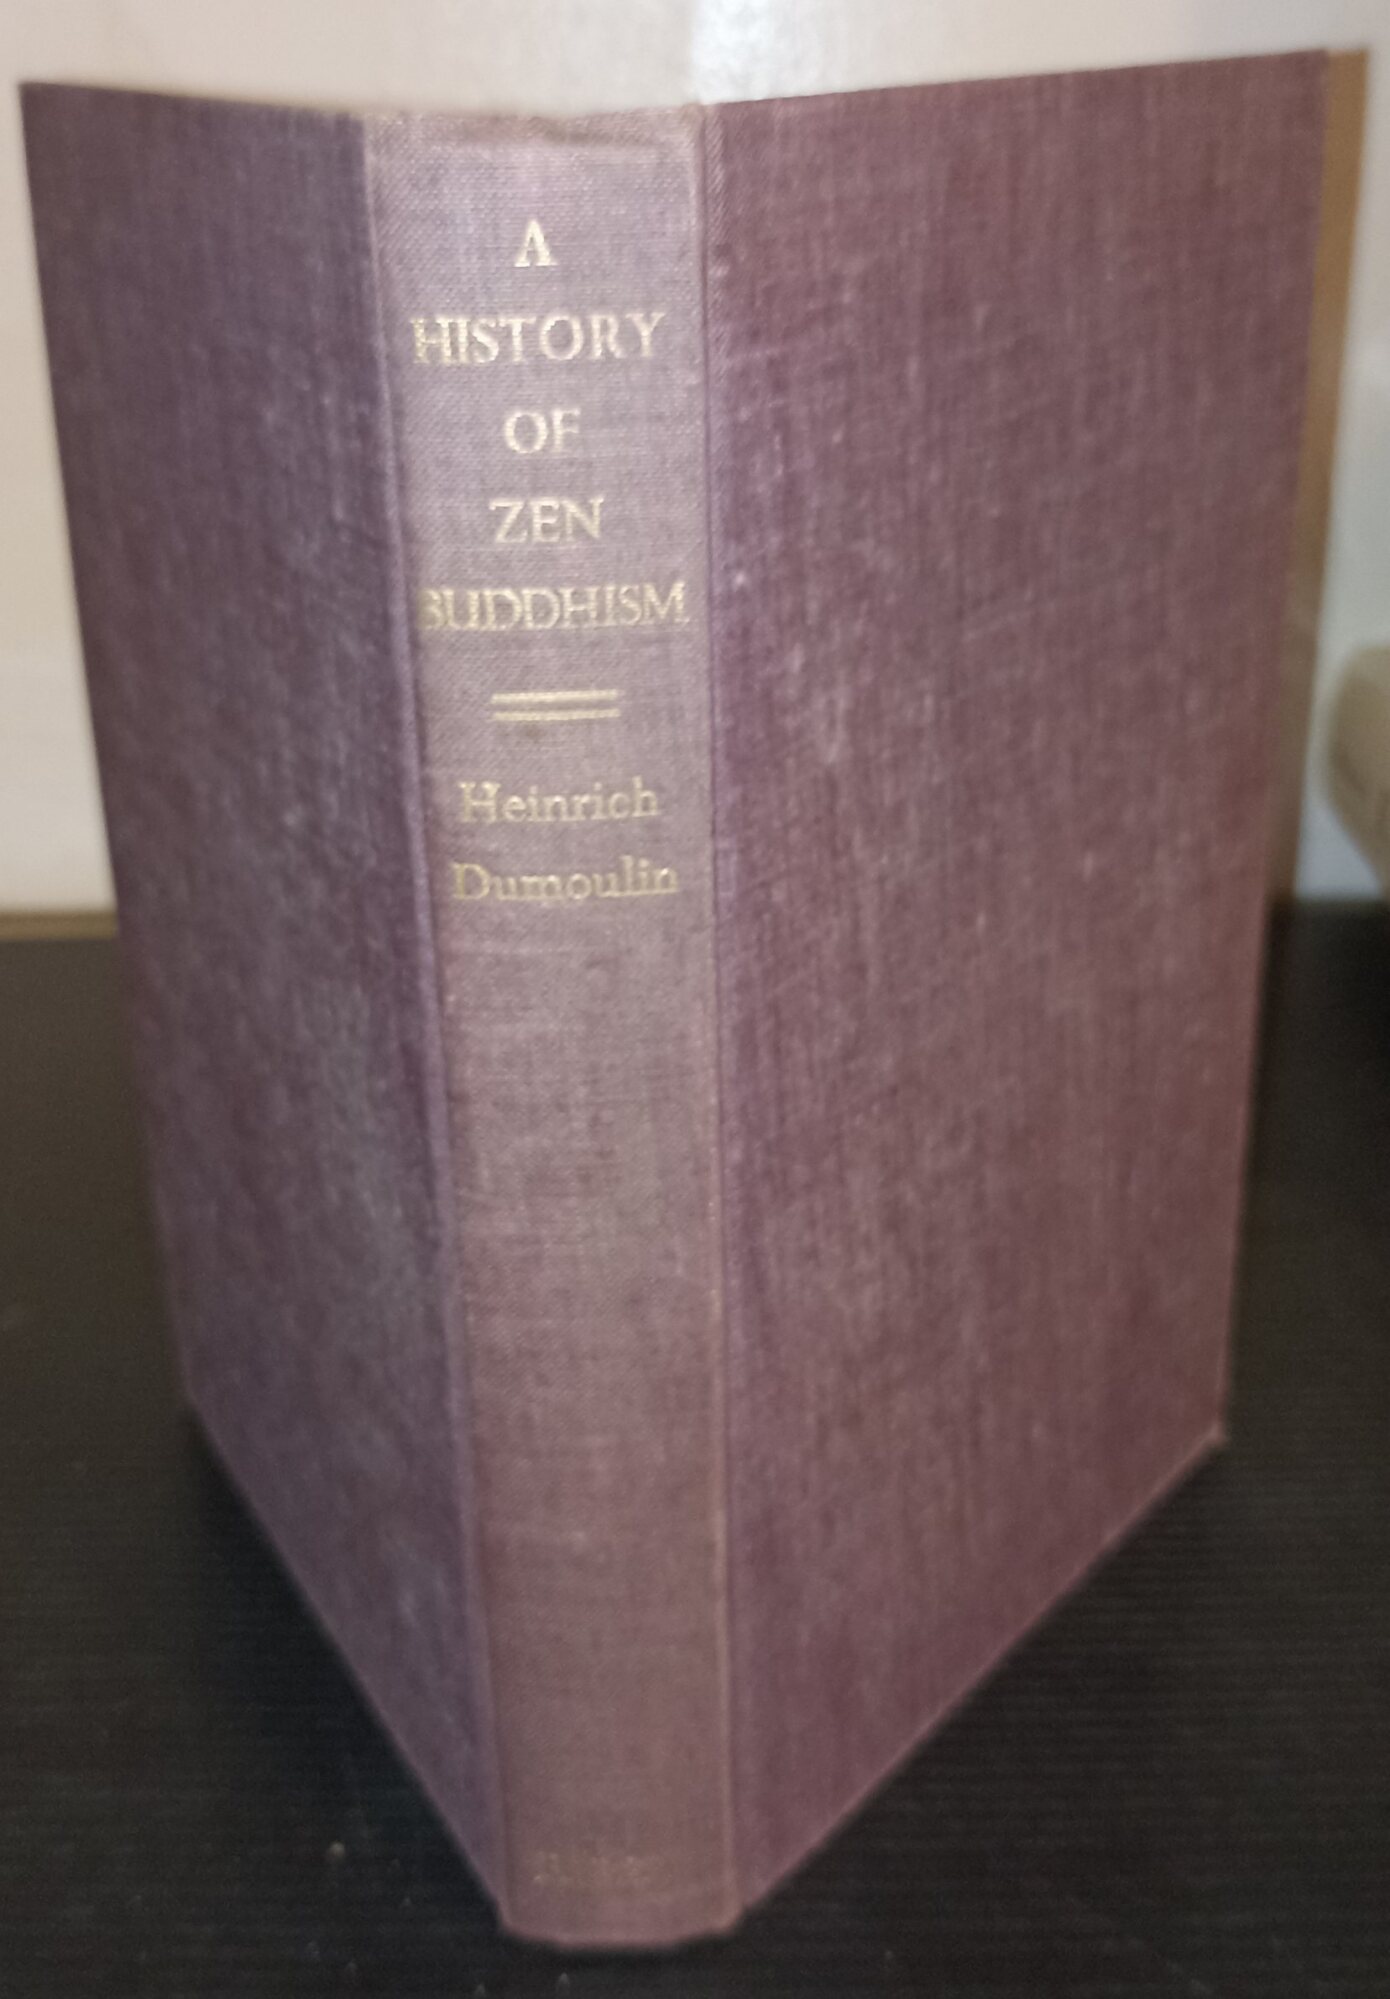 A
HISTORY
OF
ZEN
BUDDHISM
Heinrich
Dumoulin